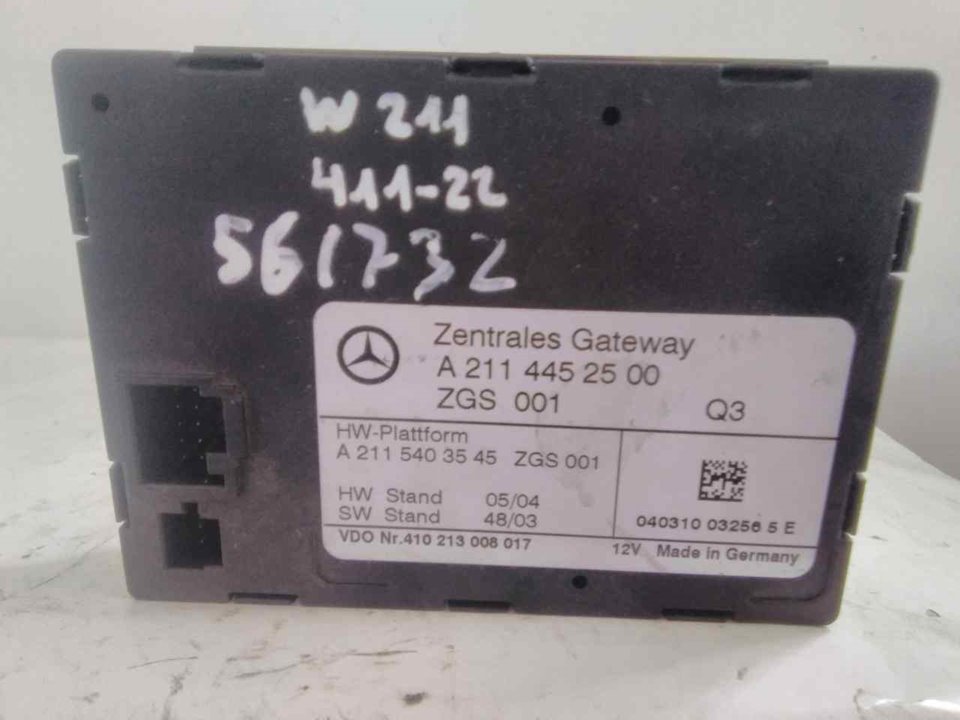 W 211
411-22
561732
Zentrales Gateway
A 211 445 25 00
ZGS 001 Q3
HW-Plattform
A 211 540 35 45 ZGS 001
HW Stand 05/04
SW Stand 48/03
040310 03256 5 E
VDO Nr.410 213 008 017 12V Made in Germany